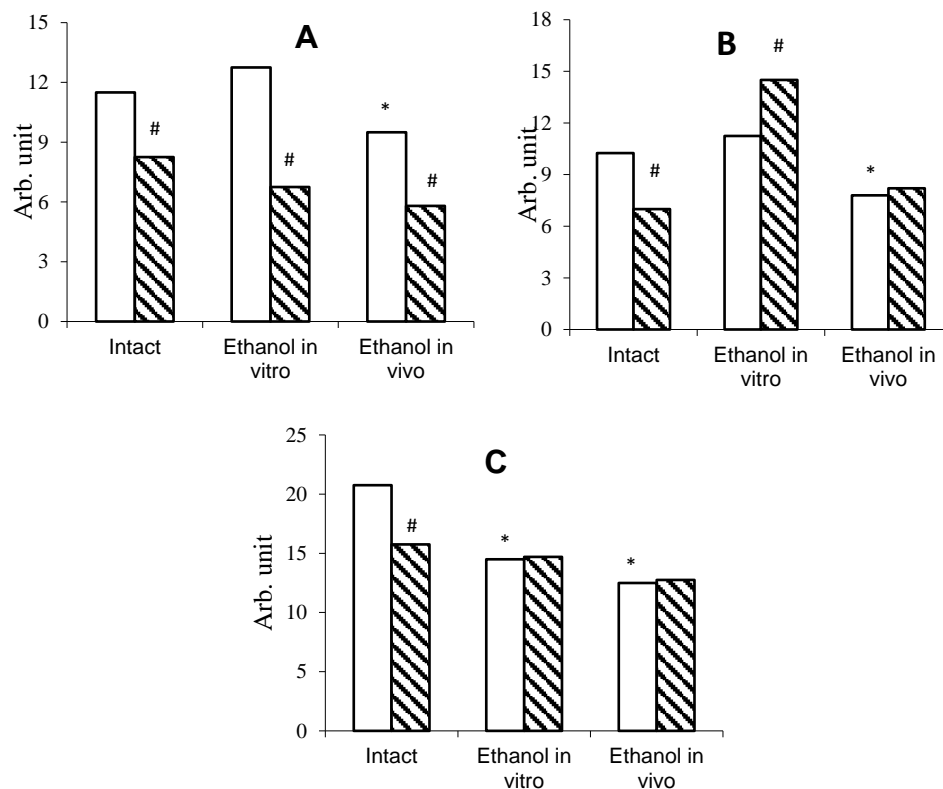 A
Arb. unit
15
12
9
6
3
0
#
#
*
#
Intact
Ethanol in
vitro
Ethanol in
vivo
B
Arb. unit
18
15
12
9
6
3
0
#
#
*
Intact
Ethanol in
vitro
Ethanol in
vivo
C
Arb. unit
25
20
15
10
5
0
#
*
*
Intact
Ethanol in
vitro
Ethanol in
vivo